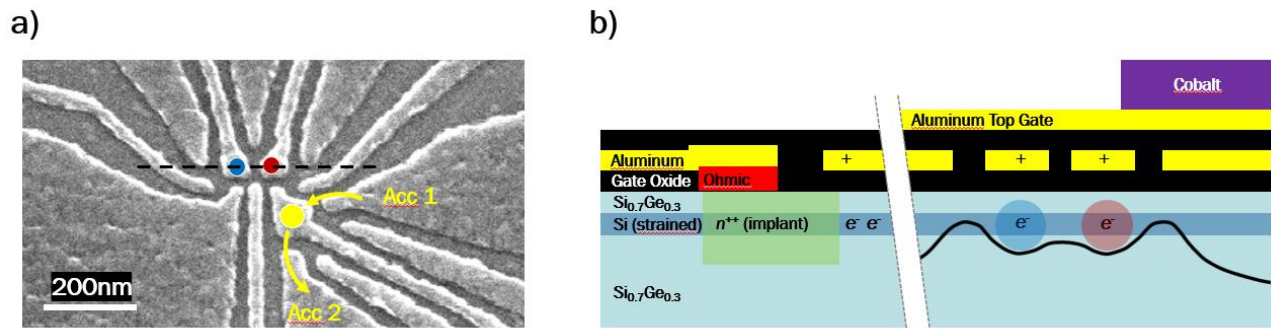 a)
b)
Acc 1
Acc 2
200nm
Cobalt
Aluminum Top Gate
Aluminum
+
+
+
Gate Oxide
Ohmic
Si0.7Ge0.3
Si (strained)
n++ (implant)
e- e-
e-
e-
Si0.7Ge0.3